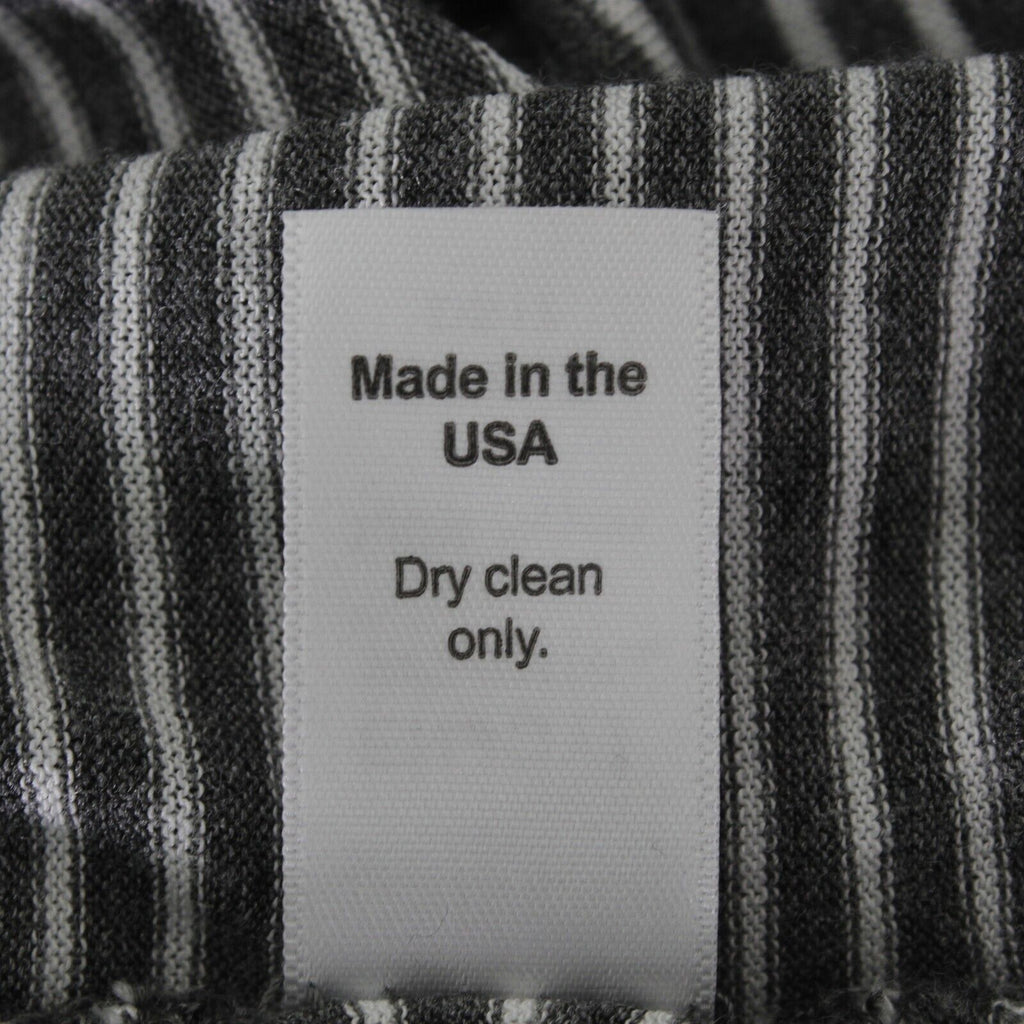 Made in the
USA
Dry clean
only.